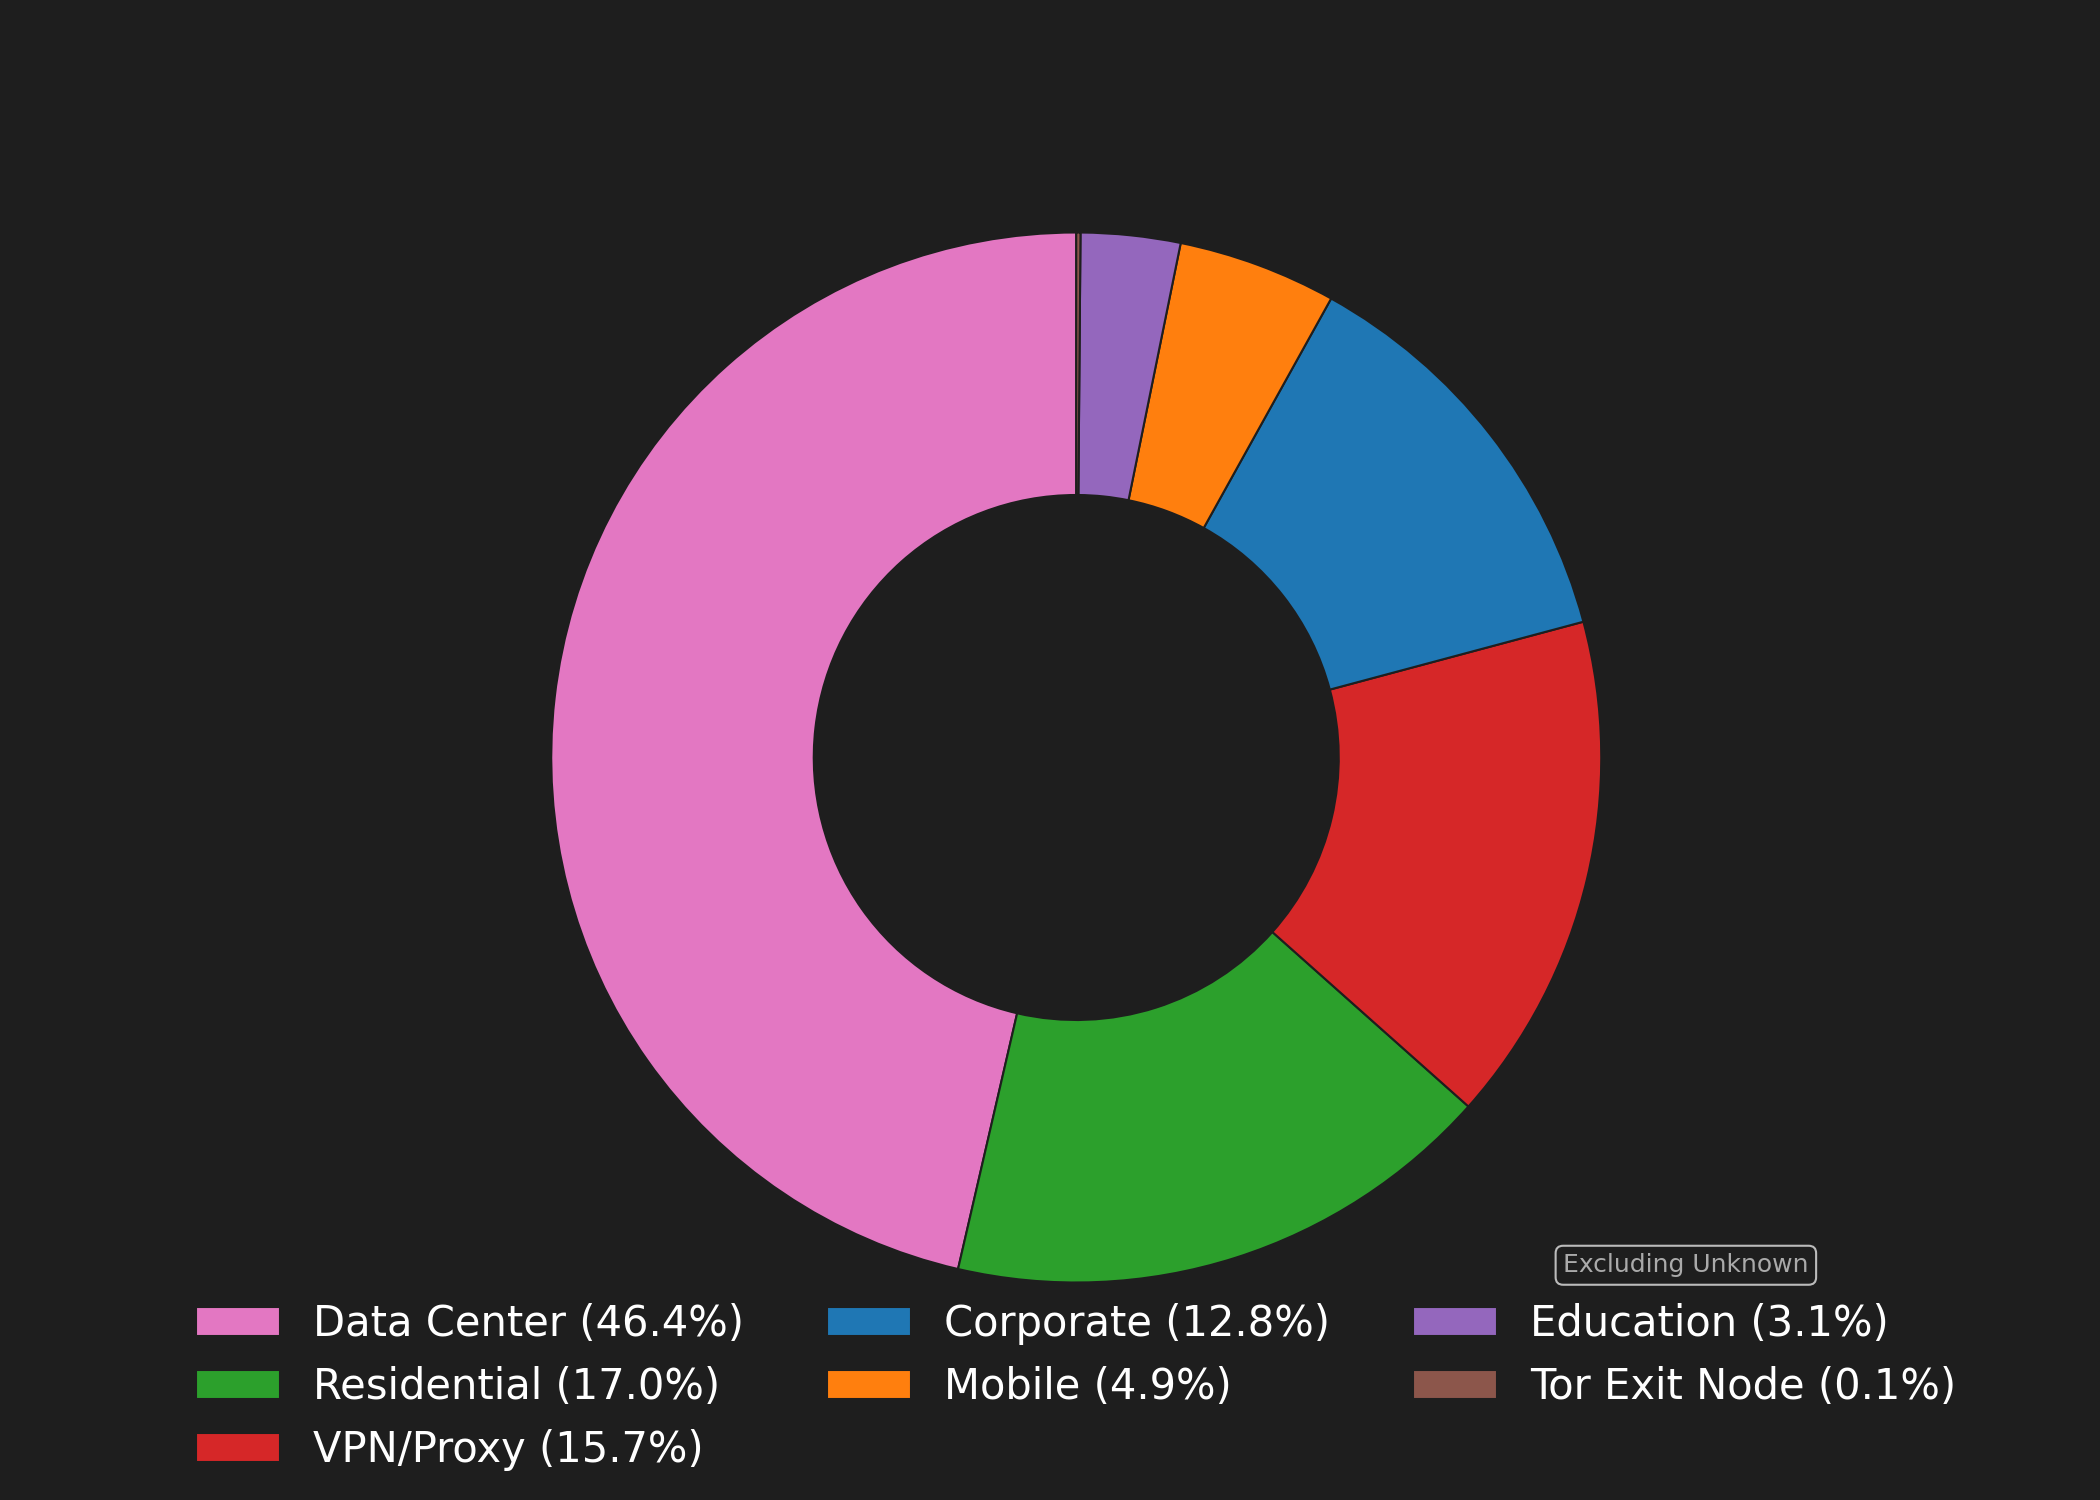 Excluding Unknown
Data Center (46.4%)
Residential (17.0%)
VPN/Proxy (15.7%)
Corporate (12.8%)
Mobile (4.9%)
Education (3.1%)
Tor Exit Node (0.1%)